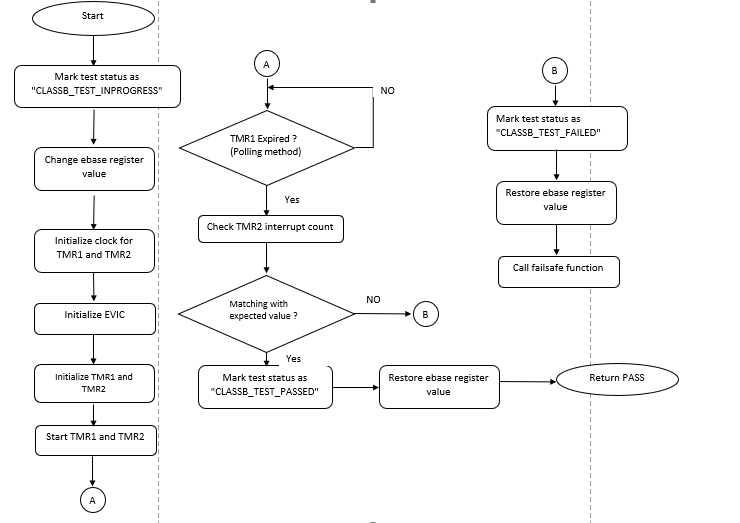 Start
Mark test status as
"CLASSB_TEST_INPROGRESS"
Change ebase register
value
Initialize clock for
TMR1 and TMR2
Initialize EVIC
Initialize TMR1 and
TMR2
Start TMR1 and TMR2
A
A
NO
TMR1 Expired ?
(Polling method)
Yes
Check TMR2 interrupt count
Matching with
expected value ?
NO
B
Yes
Mark test status as
"CLASSB_TEST_PASSED"
Restore ebase register
value
Return PASS
B
Mark test status as
"CLASSB_TEST_FAILED"
Restore ebase register
value
Call failsafe function